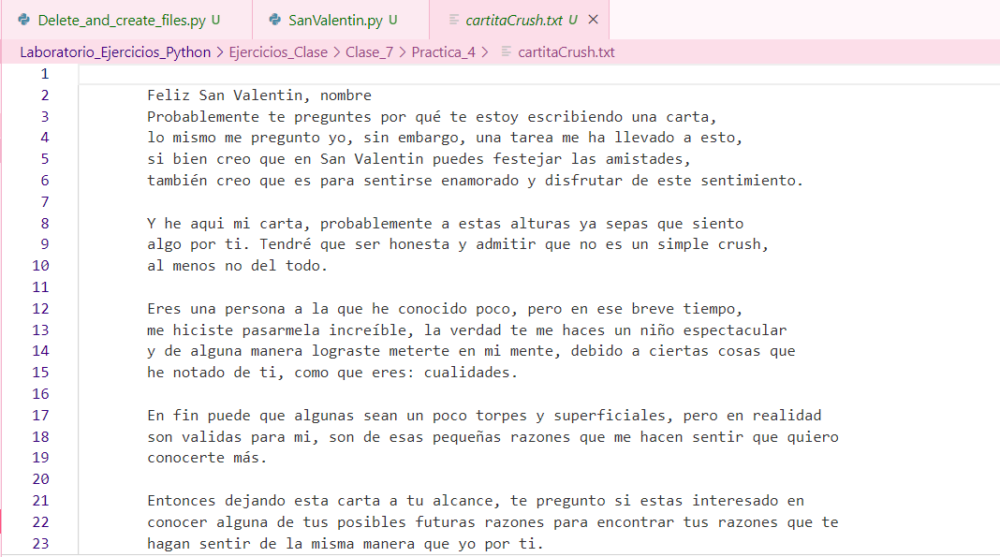 Delete_and_create_files.py U SanValentin.py U cartitaCrush.txt U ×
Laboratorio_Ejercicios_Python > Ejercicios_Clase > Clase_7 > Practica_4 > cartitaCrush.txt
1
2 Feliz San Valentin, nombre
3 Probablemente te preguntes por qué te estoy escribiendo una carta,
4 lo mismo me pregunto yo, sin embargo, una tarea me ha llevado a esto,
5 si bien creo que en San Valentin puedes festejar las amistades,
6 también creo que es para sentirse enamorado y disfrutar de este sentimiento.
7
8 Y he aqui mi carta, probablemente a estas alturas ya sepas que siento
9 algo por ti. Tendré que ser honesta y admitir que no es un simple crush,
10 al menos no del todo.
11
12 Eres una persona a la que he conocido poco, pero en ese breve tiempo,
13 me hiciste pasarmela increíble, la verdad te me haces un niño espectacular
14 y de alguna manera lograste meterte en mi mente, debido a ciertas cosas que
15 he notado de ti, como que eres: cualidades.
16
17 En fin puede que algunas sean un poco torpes y superficiales, pero en realidad
18 son validas para mi, son de esas pequeñas razones que me hacen sentir que quiero
19 conocerte más.
20
21 Entonces dejando esta carta a tu alcance, te pregunto si estas interesado en
22 conocer alguna de tus posibles futuras razones para encontrar tus razones que te
23 hagan sentir de la misma manera que yo por ti.